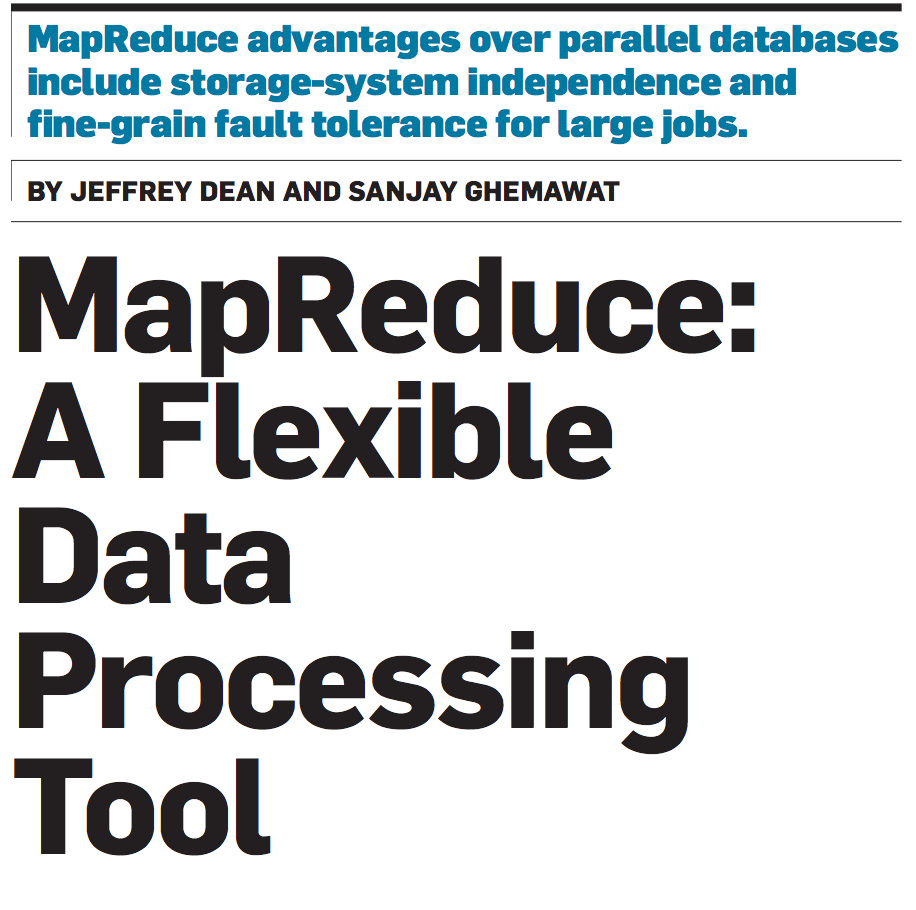 MapReduce advantages over parallel databases
include storage-system independence and
fine-grain fault tolerance for large jobs.
BY JEFFREY DEAN AND SANJAY GHEMAWAT
MapReduce:
A Flexible
Data
Processing
Tool